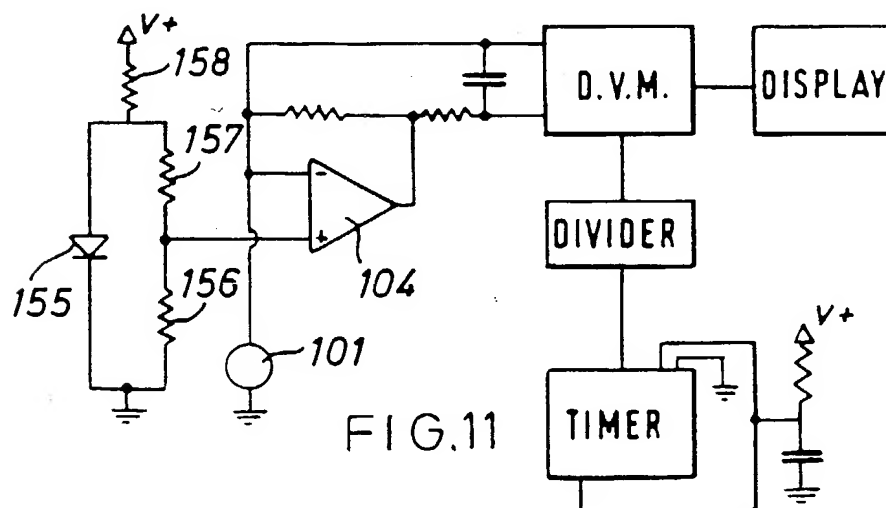 V+
158
157
155
156
-
+
104
101
D.V.M.
DISPLAY
DIVIDER
TIMER
V+
FIG.11